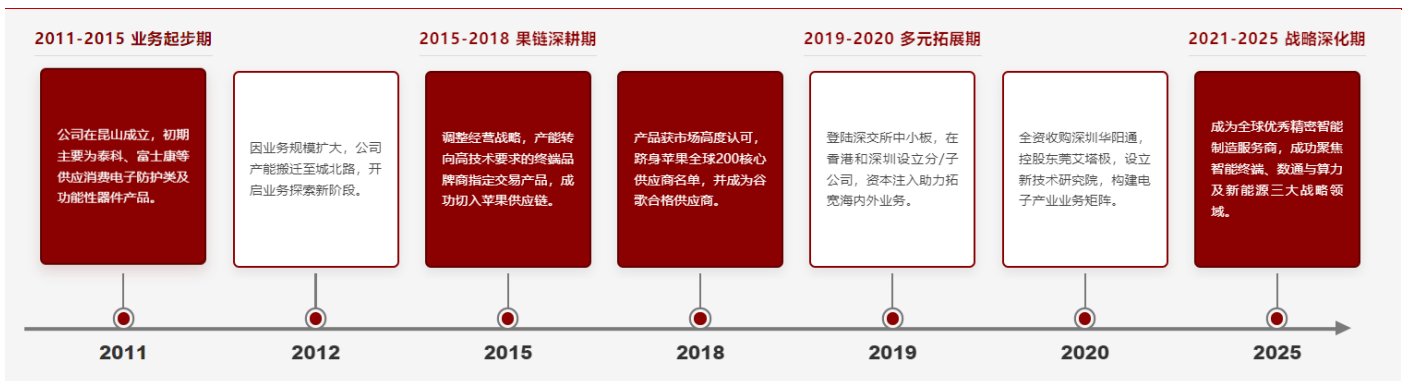 2011-2015 业务起步期
2015-2018 果链深耕期
2019-2020 多元拓展期
2021-2025 战略深化期
公司在昆山成立，初期
主要为泰科、富士康等
供应消费电子防护类及
功能性器件产品。
因业务规模扩大，公司
产能搬迁至城北路，开
启业务探索新阶段。
调整经营战略，产能转
向高技术要求的终端品
牌商指定交易产品，成
功切入苹果供应链。
产品获市场高度认可，
跻身苹果全球200核心
供应商名单，并成为谷
歌合格供应商。
登陆深交所中小板，在
香港和深圳设立分/子
公司，资本注入助力拓
宽海内外业务。
全资收购深圳华阳通，
控股东莞艾塔极，设立
新技术研究院，构建电
子产业业务矩阵。
成为全球优秀精密智能
制造服务商，成功聚焦
智能终端、数通与算力
及新能源三大战略领
域。
2011
2012
2015
2018
2019
2020
2025